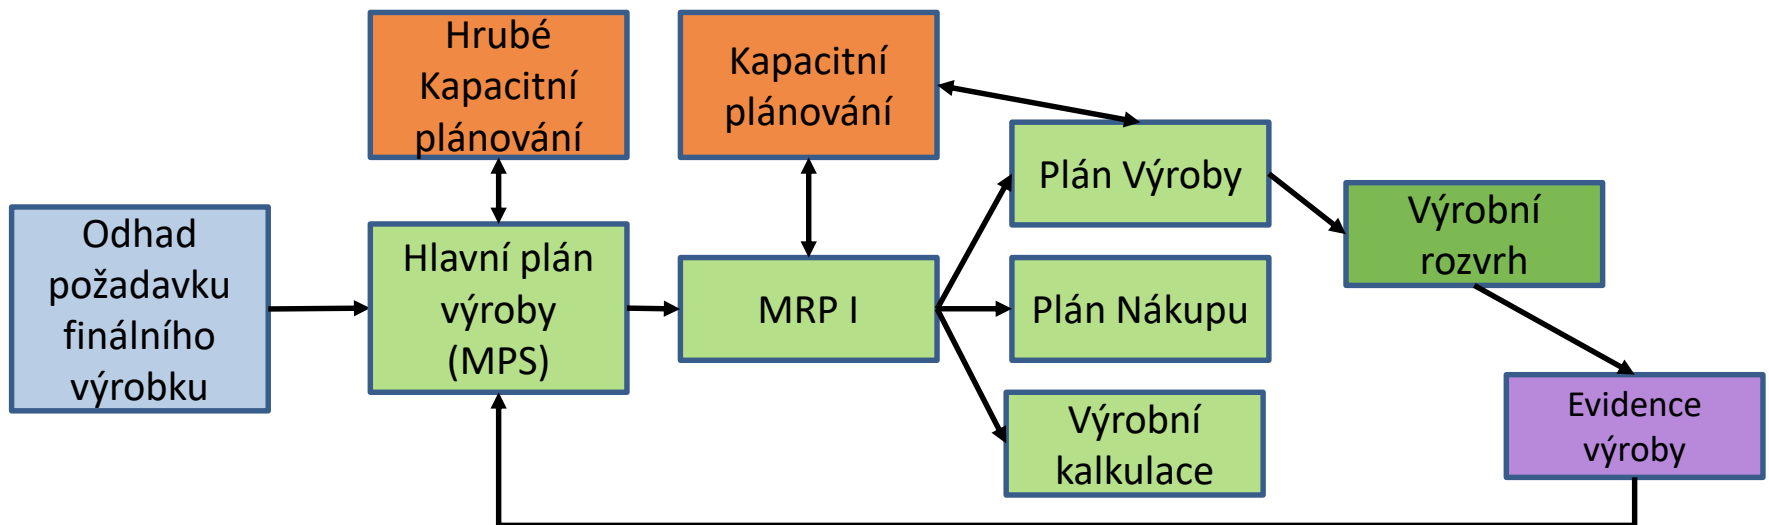 Hrubé
Kapacitní
plánování
Kapacitní
plánování
Plán Výroby
Výrobní
rozvrh
Odhad
požadavku
finálního
výrobku
Hlavní plán
výroby
(MPS)
MRP I
Plán Nákupu
Výrobní
kalkulace
Evidence
výroby